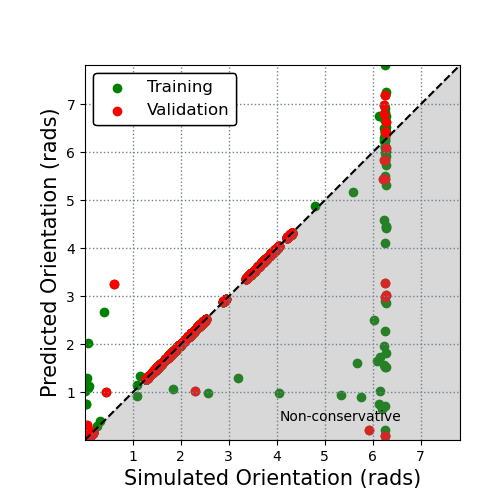 Training
Validation
7
6
5
4
3
2
1
Predicted Orientation (rads)
Non-conservative
1 2 3 4 5 6 7
Simulated Orientation (rads)